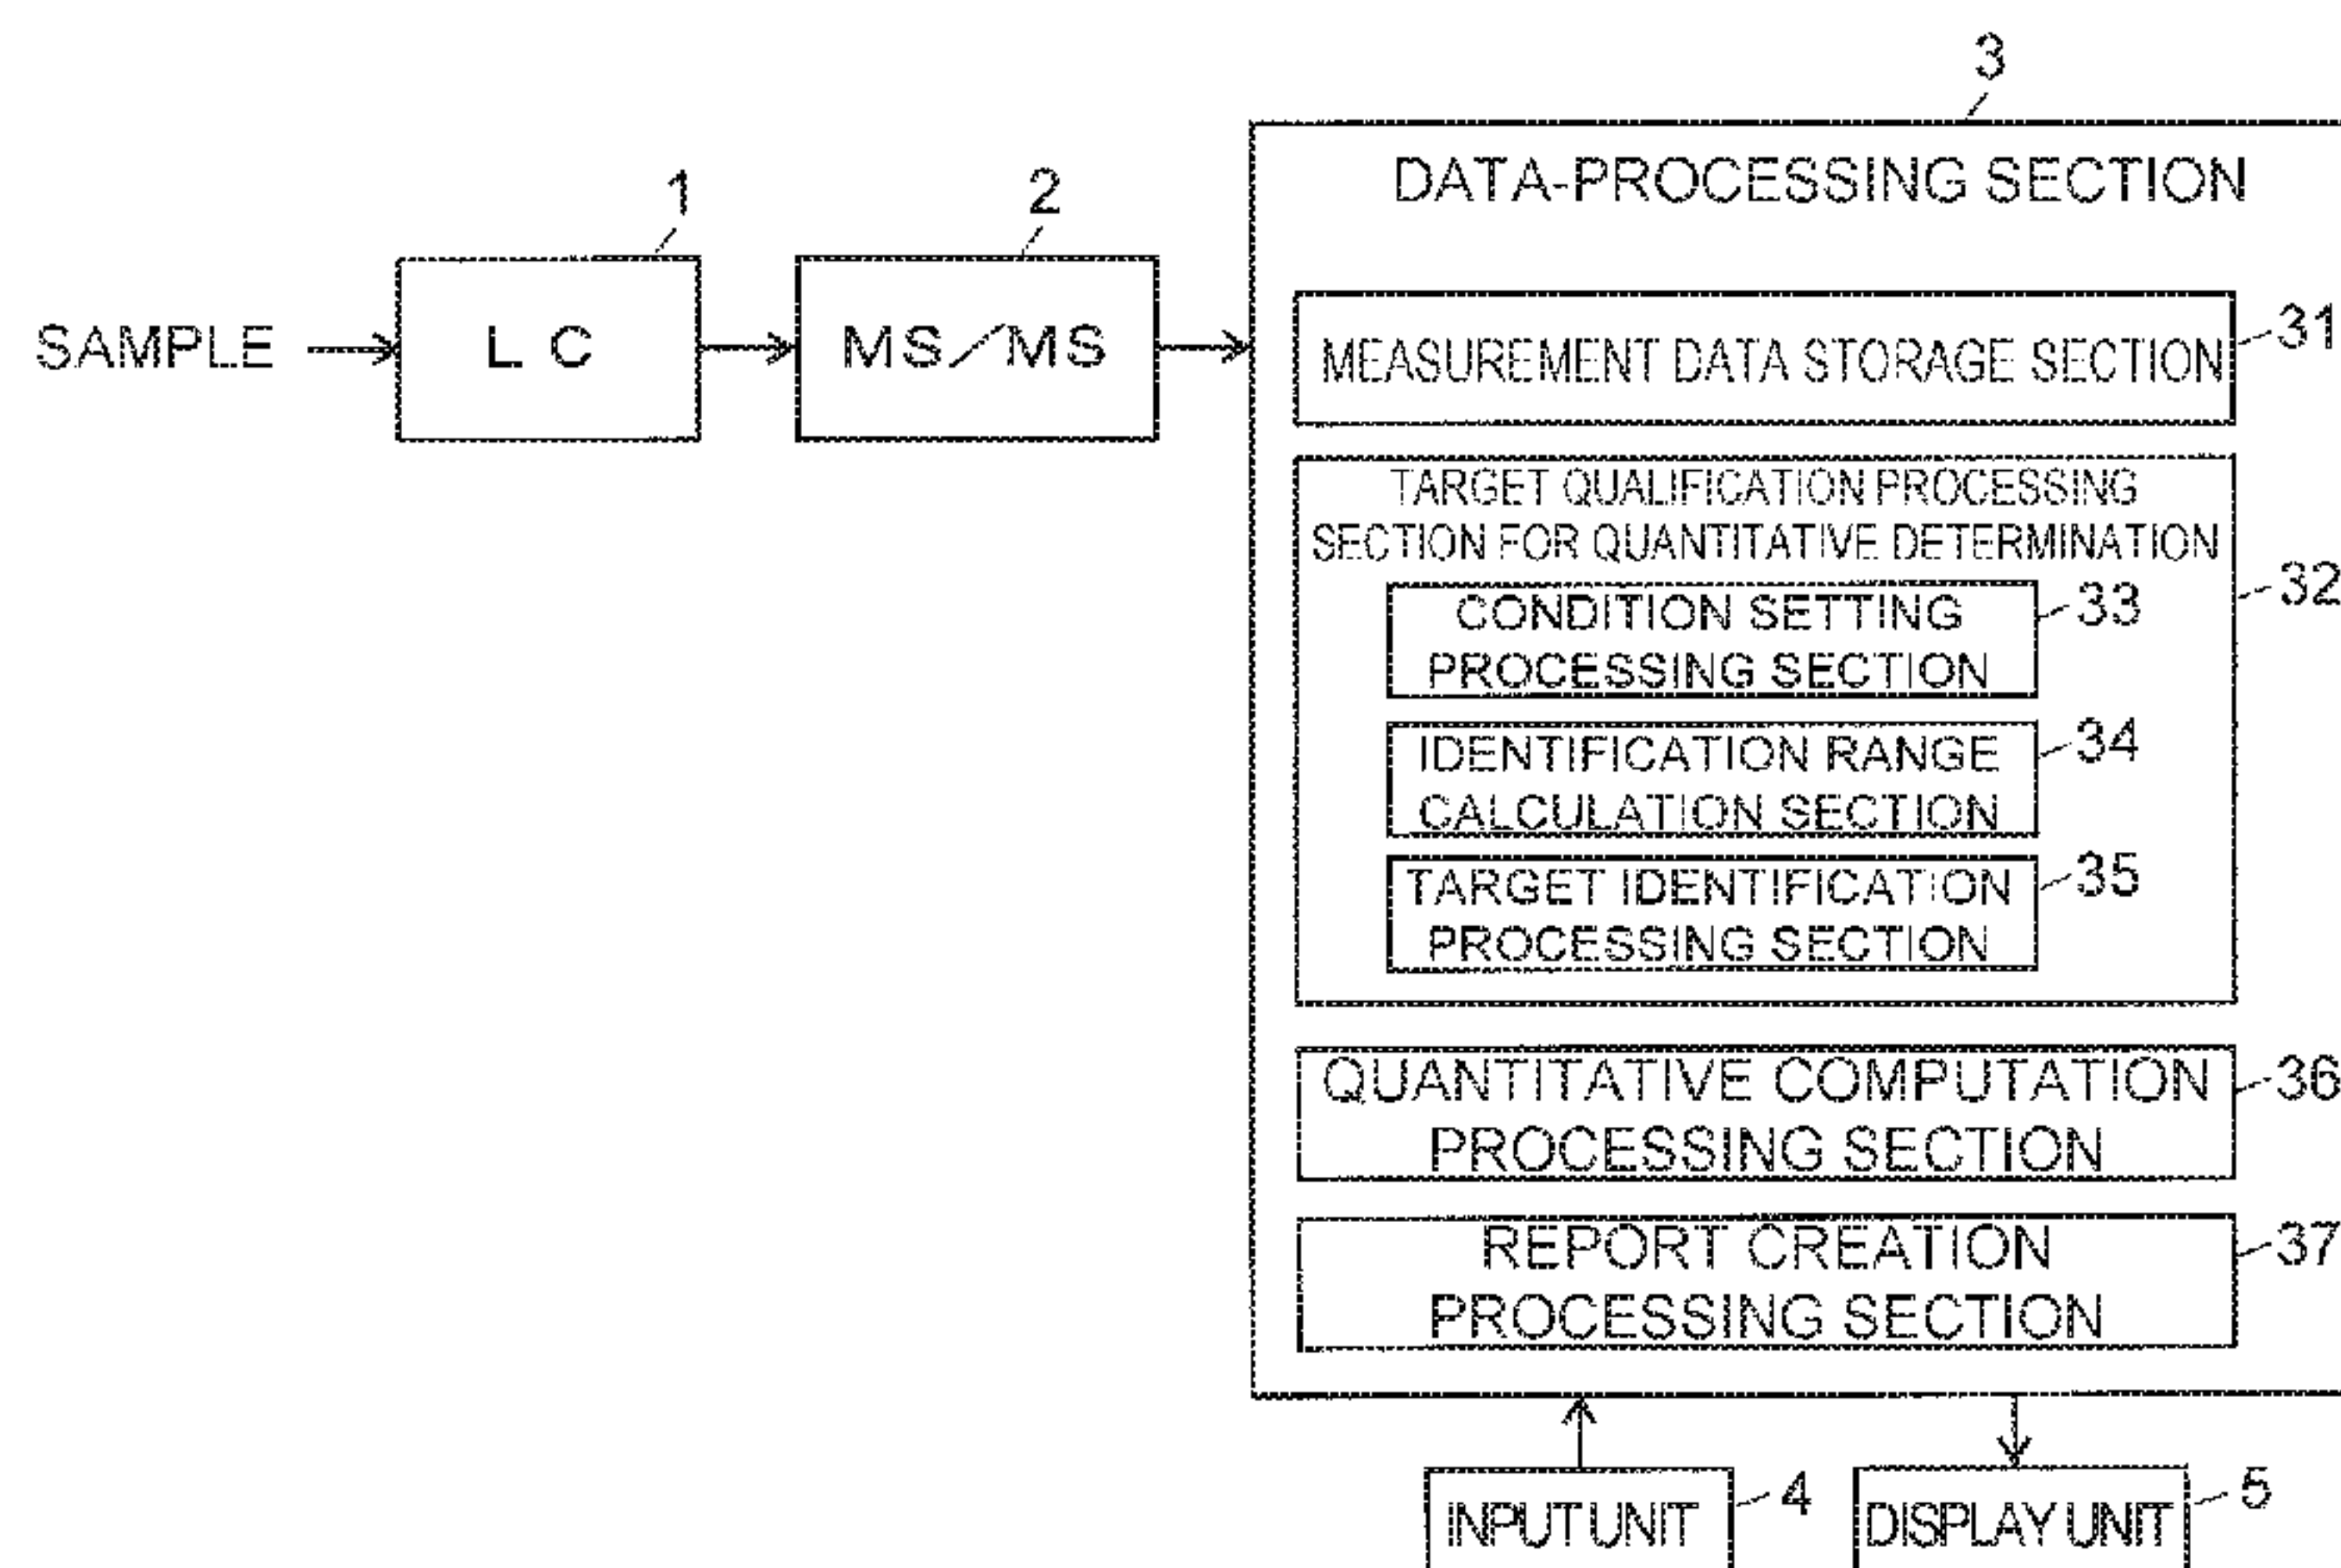 3
DATA-PROCESSING SECTION
1
2
SAMPLE
LC
MS/MS
31
MEASUREMENT DATA STORAGE SECTION
TARGET QUALIFICATION PROCESSING
SECTION FOR QUANTITATIVE DETERMINATION
32
CONDITION SETTING
PROCESSING SECTION
33
IDENTIFICATION RANGE
CALCULATION SECTION
34
TARGET IDENTIFICATION
PROCESSING SECTION
35
QUANTITATIVE COMPUTATION
PROCESSING SECTION
36
REPORT CREATION
PROCESSING SECTION
37
INPUT UNIT
4
DISPLAY UNIT
5